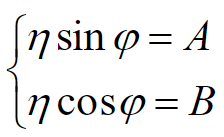 η sin φ = A
η cos φ = B